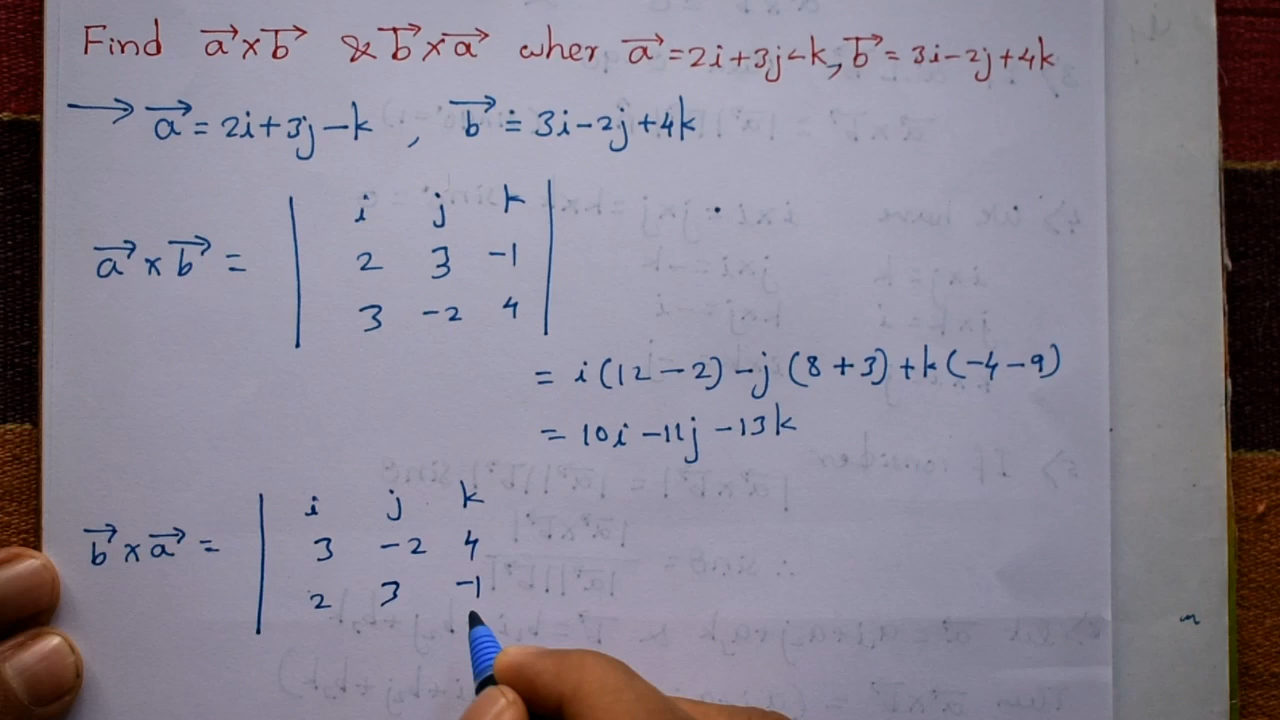 Find a⃗×b⃗ & b⃗×a⃗ wher a⃗=2i+3j-k, b⃗=3i-2j+4k
→ a⃗=2i+3j-k, b⃗=3i-2j+4k
a⃗×b⃗ = | i j k |
2 3 -1
3 -2 4
= i(12-2)-j(8+3)+k(-4-9)
= 10i-11j-13k
b⃗×a⃗ = | i j k
3 -2 4
2 3 -1